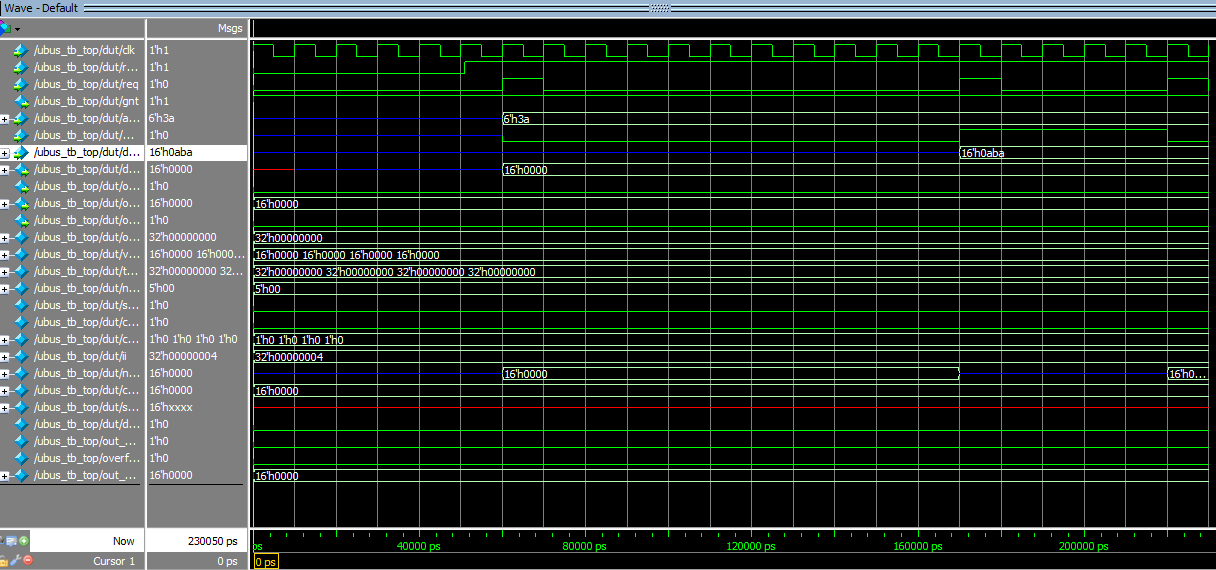 Wave - Default
Msgs
/ubus_tb_top/dut/clk 1'h1
/ubus_tb_top/dut/r... 1'h1
/ubus_tb_top/dut/req 1'h0
/ubus_tb_top/dut/gnt 1'h1
/ubus_tb_top/dut/a... 6'h3a 6'h3a
/ubus_tb_top/dut/... 1'h0
/ubus_tb_top/dut/d... 16'h0aba 16'h0aba
/ubus_tb_top/dut/d... 16'h0000 16'h0000
/ubus_tb_top/dut/o... 1'h0
/ubus_tb_top/dut/o... 16'h0000 16'h0000
/ubus_tb_top/dut/o... 1'h0
/ubus_tb_top/dut/o... 32'h00000000 32'h00000000
/ubus_tb_top/dut/v... 16'h0000 16'h000... 16'h0000 16'h0000 16'h0000 16'h0000
/ubus_tb_top/dut/t... 32'h00000000 32... 32'h00000000 32'h00000000 32'h00000000 32'h00000000
/ubus_tb_top/dut/n... 5'h00 5'h00
/ubus_tb_top/dut/s... 1'h0
/ubus_tb_top/dut/c... 1'h0
/ubus_tb_top/dut/c... 1'h0 1'h0 1'h0 1'h0 1'h0 1'h0 1'h0 1'h0
/ubus_tb_top/dut/ii 32'h00000004 32'h00000004
/ubus_tb_top/dut/n... 16'h0000 16'h0000 16'h0...
/ubus_tb_top/dut/c... 16'h0000 16'h0000
/ubus_tb_top/dut/s... 16'hxxxx
/ubus_tb_top/dut/d... 1'h0
/ubus_tb_top/out_... 1'h0
/ubus_tb_top/overf... 1'h0
/ubus_tb_top/out_... 16'h0000 16'h0000
Now 230050 ps ps 40000 ps 80000 ps 120000 ps 160000 ps 200000 ps
Cursor 1 0 ps 0 ps